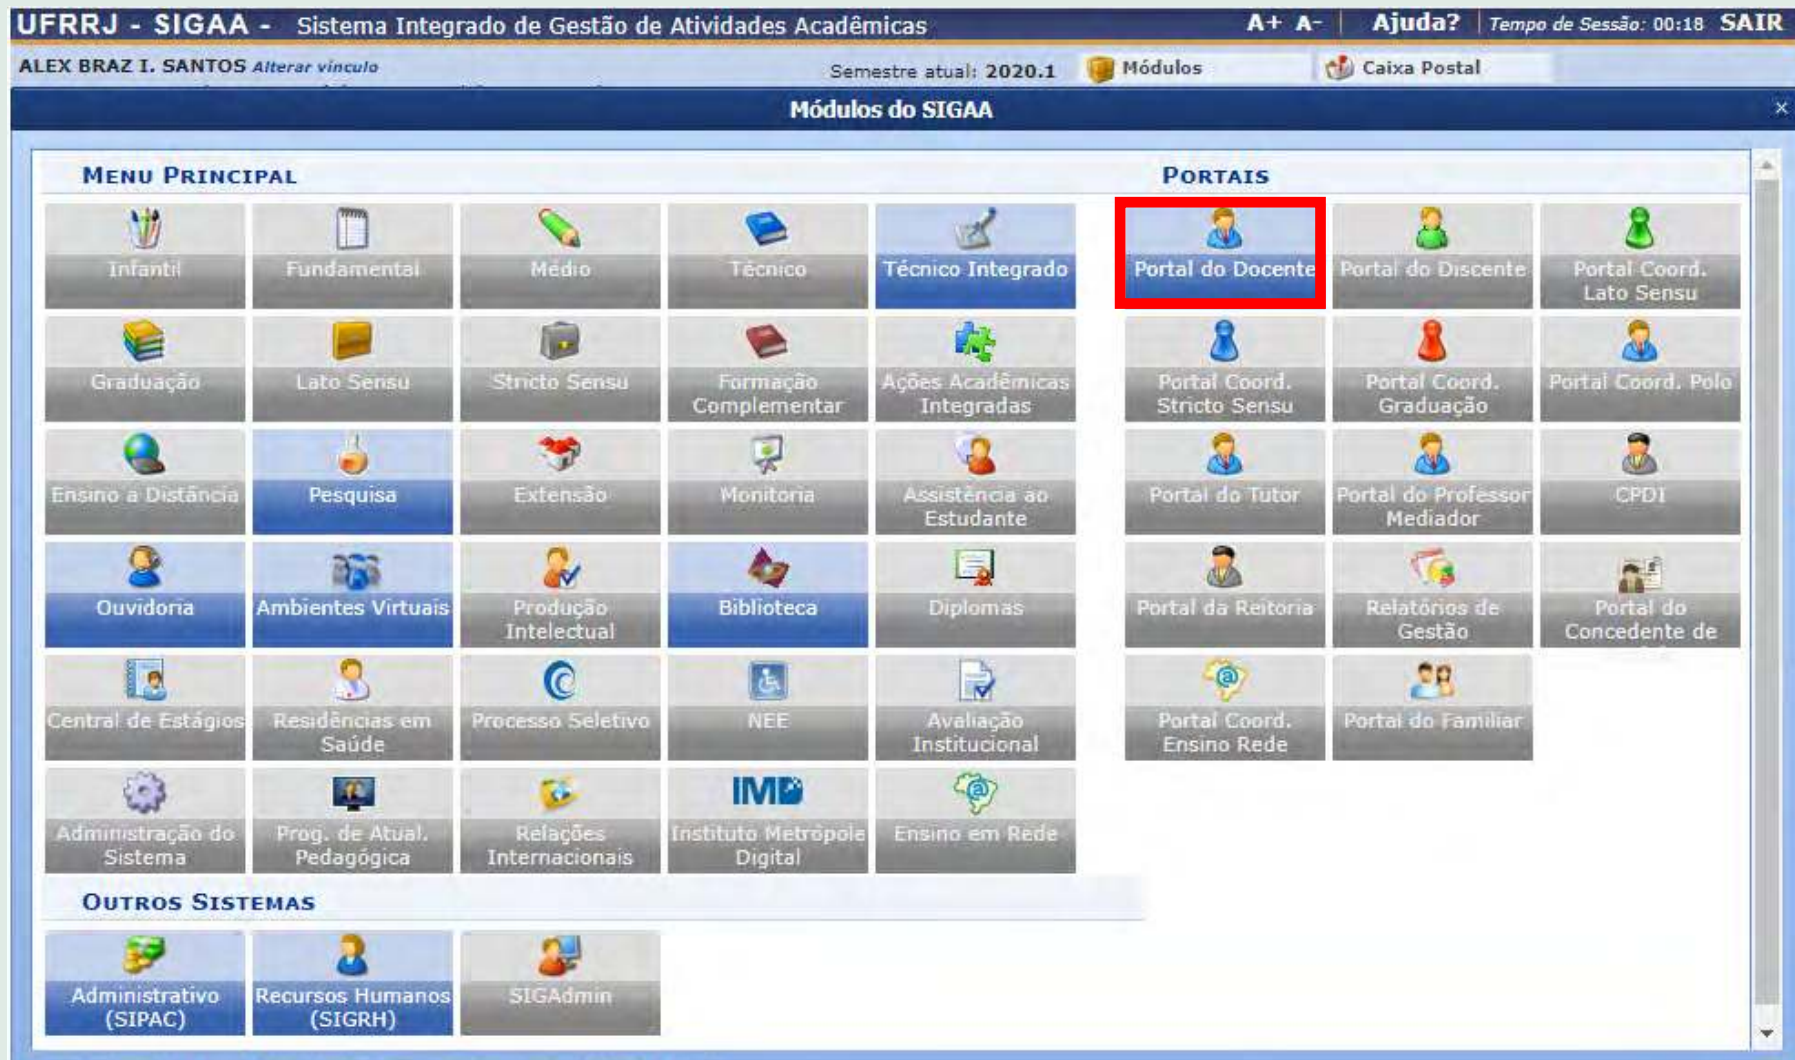 UFRRJ - SIGAA - Sistema Integrado de Gestão de Atividades Acadêmicas A+ A- | Ajuda? | Tempo de Sessão: 00:18 SAIR
ALEX BRAZ I. SANTOS Alterar vínculo Semestre atual: 2020.1 Módulos Caixa Postal
Módulos do SIGAA ×
MENU PRINCIPAL
Infantil Fundamental Médio Técnico Técnico Integrado
Graduação Lato Sensu Stricto Sensu Formação Complementar Ações Acadêmicas Integradas
Ensino a Distância Pesquisa Extensão Monitoria Assistência ao Estudante
Ouvidoria Ambientes Virtuais Produção Intelectual Biblioteca Diplomas
Central de Estágios Residências em Saúde Processo Seletivo NEE Avaliação Institucional
IMD
Administração do Sistema Prog. de Atual. Pedagógica Relações Internacionais Instituto Metrópole Digital Ensino em Rede
PORTAIS
Portal do Docente Portal do Discente Portal Coord. Lato Sensu
Portal Coord. Stricto Sensu Portal Coord. Graduação Portal Coord. Polo
Portal do Tutor Portal do Professor Mediador CPDI
Portal da Reitoria Relatórios de Gestão Portal do Concedente de
Portal Coord. Ensino Rede Portal do Familiar
OUTROS SISTEMAS
Administrativo (SIPAC) Recursos Humanos (SIGRH) SIGAdmin